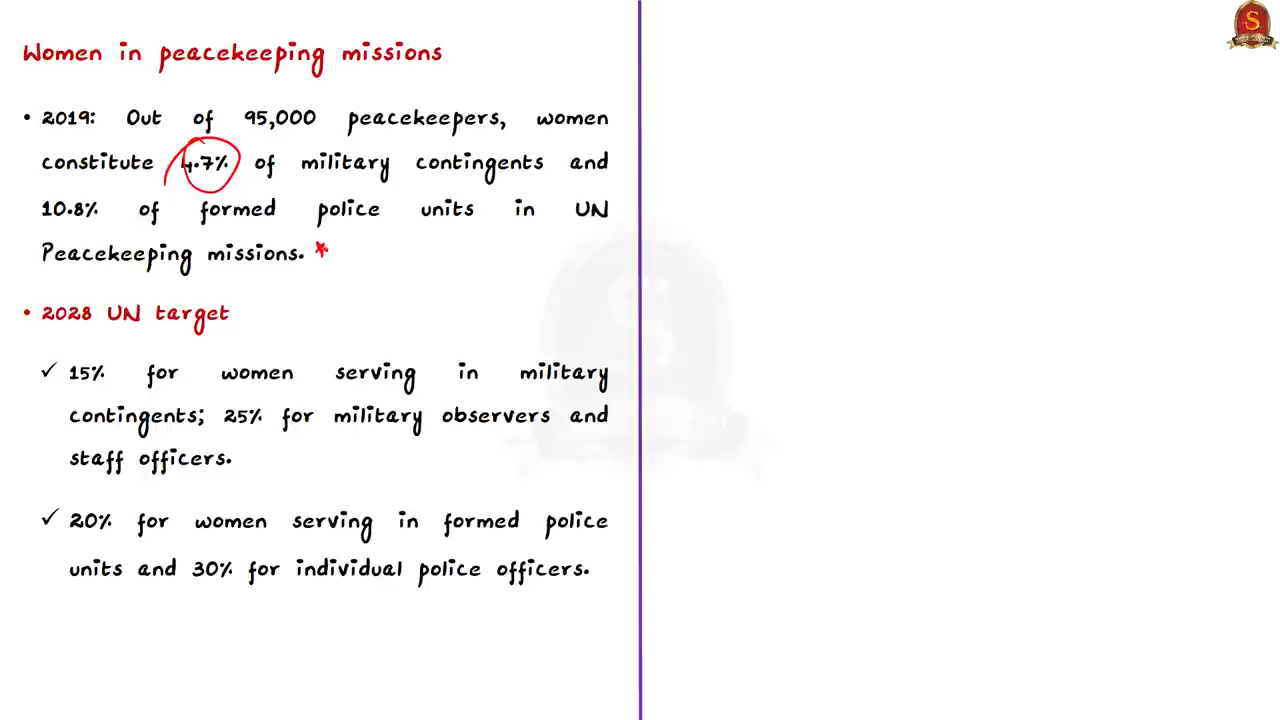 Women in peacekeeping missions
• 2019: Out of 95,000 peacekeepers, women
constitute 4.7% of military contingents and
10.8% of formed police units in UN
Peacekeeping missions.
• 2028 UN target
✓ 15% for women serving in military
contingents; 25% for military observers and
staff officers.
✓ 20% for women serving in formed police
units and 30% for individual police officers.
S